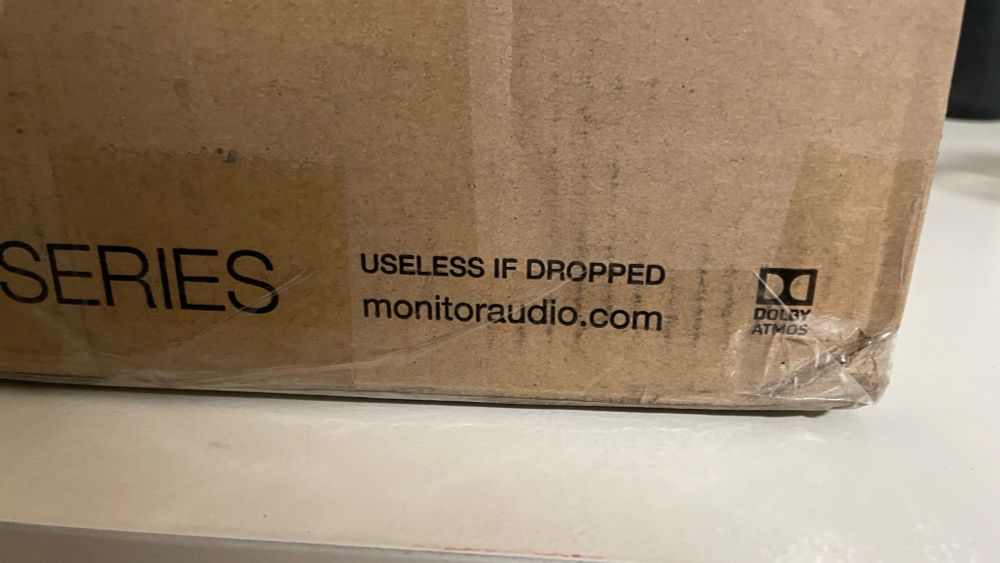 SERIES
USELESS IF DROPPED
monitoraudio.com
DOLBY
ATMOS